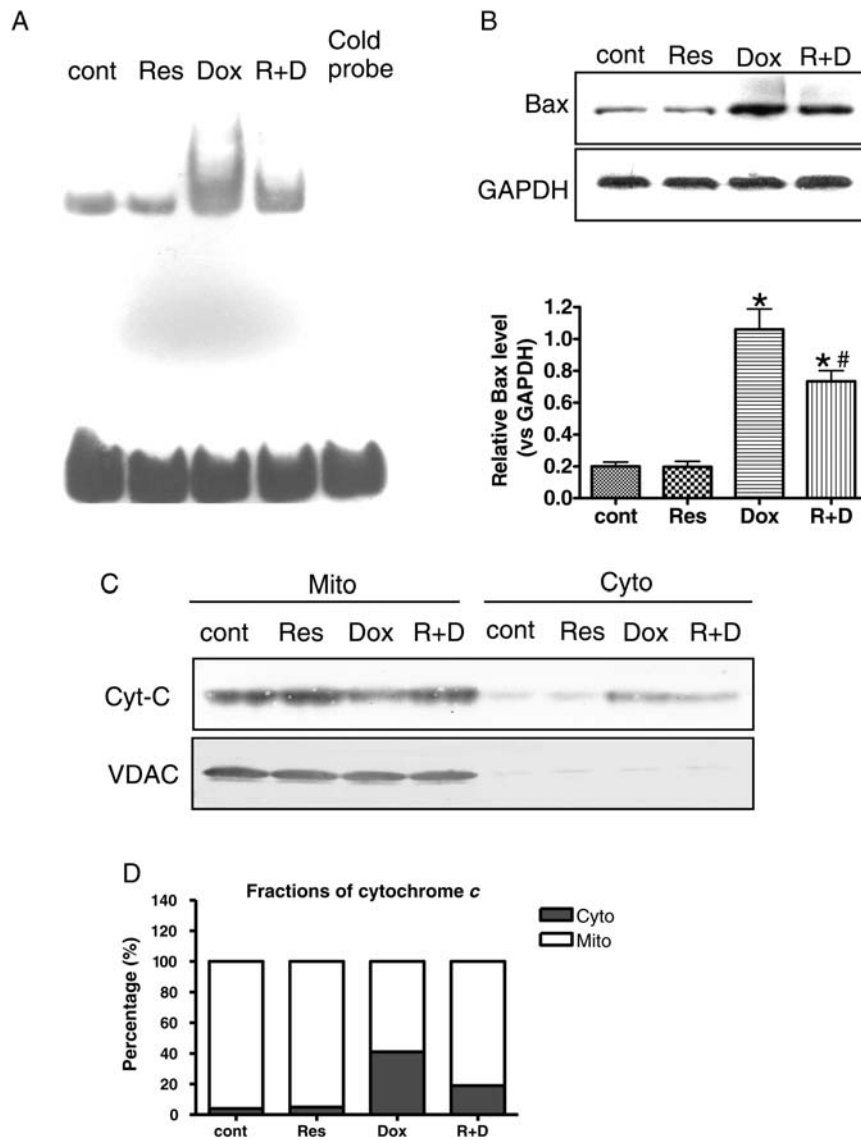 A
cont Res Dox R+D Cold probe
B
cont Res Dox R+D
Bax
GAPDH
Relative Bax level
(vs GAPDH)
1.2
1.0
0.8
0.6
0.4
0.2
0.0
*
* #
cont Res Dox R+D
C
Mito Cyto
cont Res Dox R+D cont Res Dox R+D
Cyt-C
VDAC
D
Fractions of cytochrome c
Percentage (%)
140
120
100
80
60
40
20
0
cont Res Dox R+D
Cyto
Mito